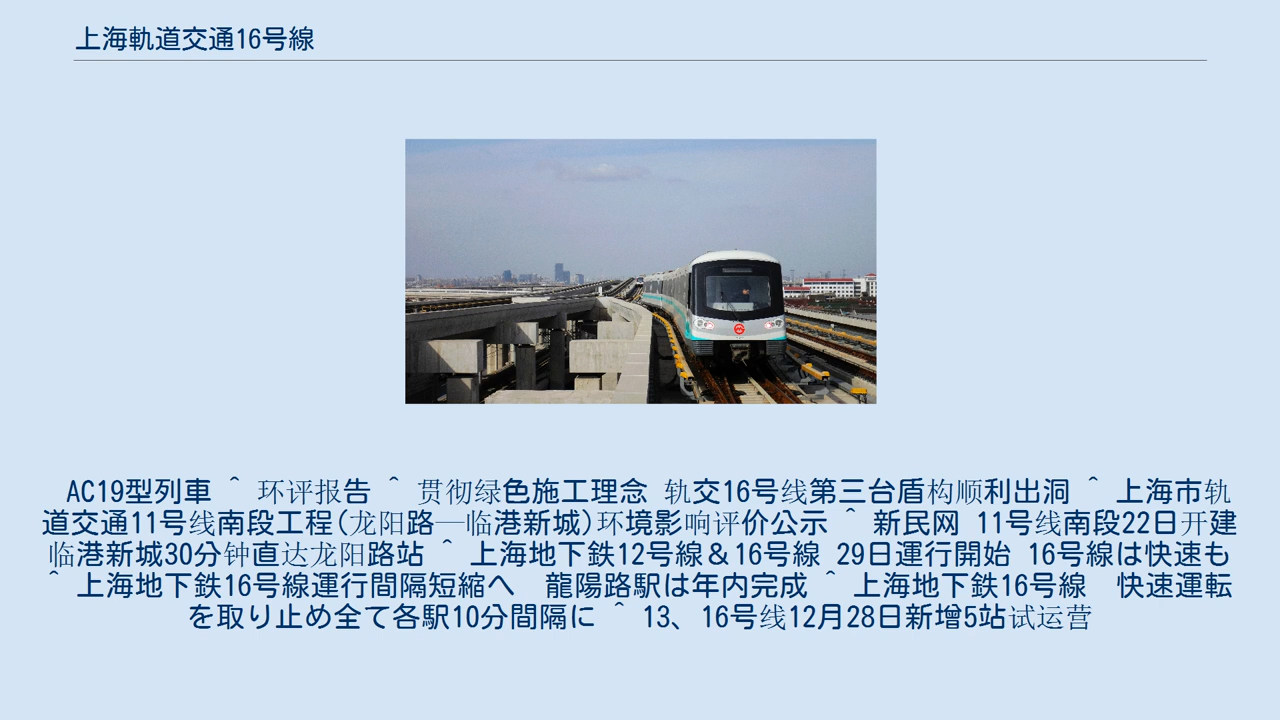 上海軌道交通16号線
AC19型列車 ^ 环评报告 ^ 贯彻绿色施工理念 轨交16号线第三台盾构顺利出洞 ^ 上海市轨
道交通11号线南段工程(龙阳路—临港新城)环境影响评价公示 ^ 新民网 11号线南段22日开建
临港新城30分钟直达龙阳路站 ^ 上海地下鉄12号線＆16号線 29日運行開始 16号線は快速も
^ 上海地下鉄16号線運行間隔短縮へ　龍陽路駅は年内完成 ^ 上海地下鉄16号線　快速運転
を取り止め全て各駅10分間隔に ^ 13、16号线12月28日新增5站试运营